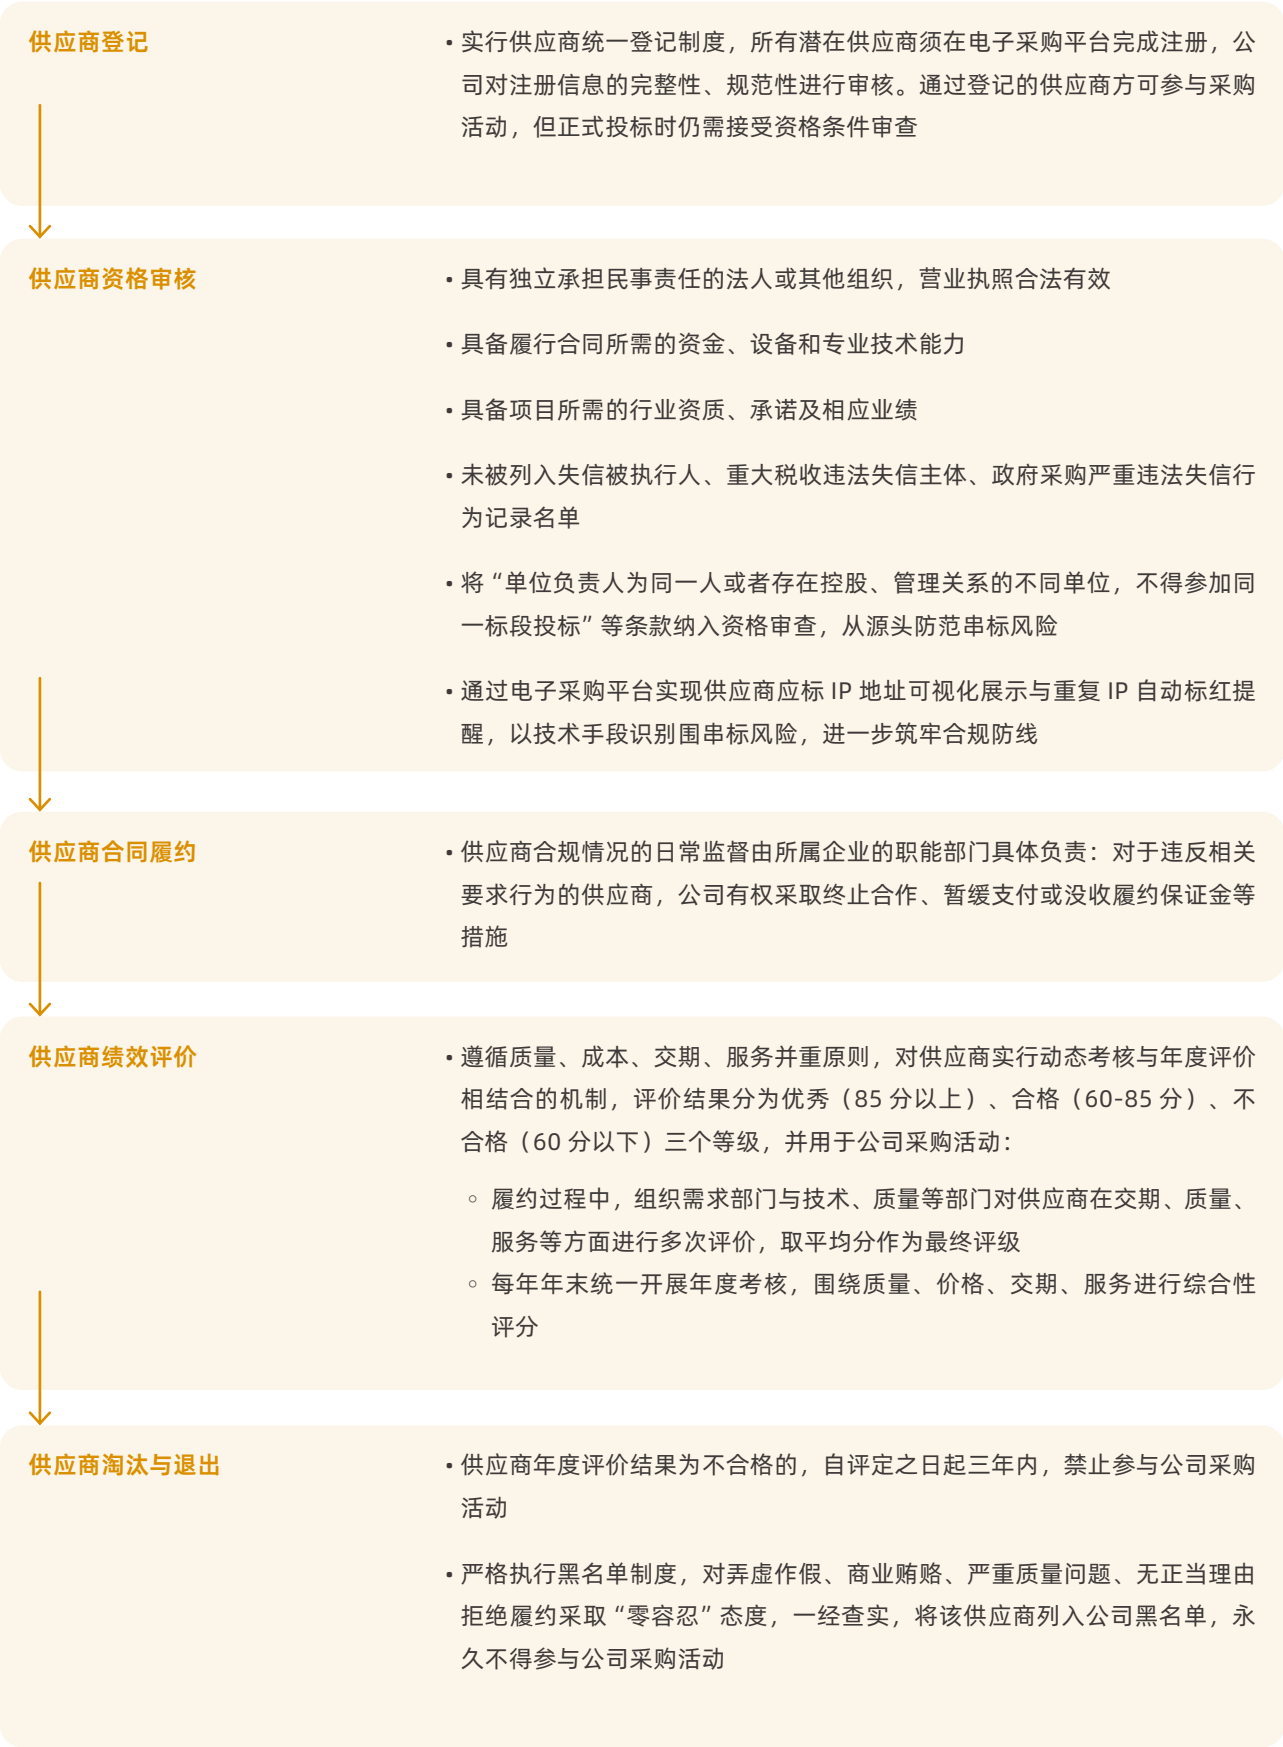 供应商登记
• 实行供应商统一登记制度，所有潜在供应商须在电子采购平台完成注册，公
司对注册信息的完整性、规范性进行审核。通过登记的供应商方可参与采购
活动，但正式投标时仍需接受资格条件审查
供应商资格审核
• 具有独立承担民事责任的法人或其他组织，营业执照合法有效
• 具备履行合同所需的资金、设备和专业技术能力
• 具备项目所需的行业资质、承诺及相应业绩
• 未被列入失信被执行人、重大税收违法失信主体、政府采购严重违法失信行
为记录名单
• 将“单位负责人为同一人或者存在控股、管理关系的不同单位，不得参加同
一标段投标”等条款纳入资格审查，从源头防范串标风险
• 通过电子采购平台实现供应商应标 IP 地址可视化展示与重复 IP 自动标红提
醒，以技术手段识别围串标风险，进一步筑牢合规防线
供应商合同履约
• 供应商合规情况的日常监督由所属企业的职能部门具体负责：对于违反相关
要求行为的供应商，公司有权采取终止合作、暂缓支付或没收履约保证金等
措施
供应商绩效评价
• 遵循质量、成本、交期、服务并重原则，对供应商实行动态考核与年度评价
相结合的机制，评价结果分为优秀（85 分以上）、合格（60-85 分）、不
合格（60 分以下）三个等级，并用于公司采购活动：
○ 履约过程中，组织需求部门与技术、质量等部门对供应商在交期、质量、
服务等方面进行多次评价，取平均分作为最终评级
○ 每年年末统一开展年度考核，围绕质量、价格、交期、服务进行综合性
评分
供应商淘汰与退出
• 供应商年度评价结果为不合格的，自评定之日起三年内，禁止参与公司采购
活动
• 严格执行黑名单制度，对弄虚作假、商业贿赂、严重质量问题、无正当理由
拒绝履约采取“零容忍”态度，一经查实，将该供应商列入公司黑名单，永
久不得参与公司采购活动